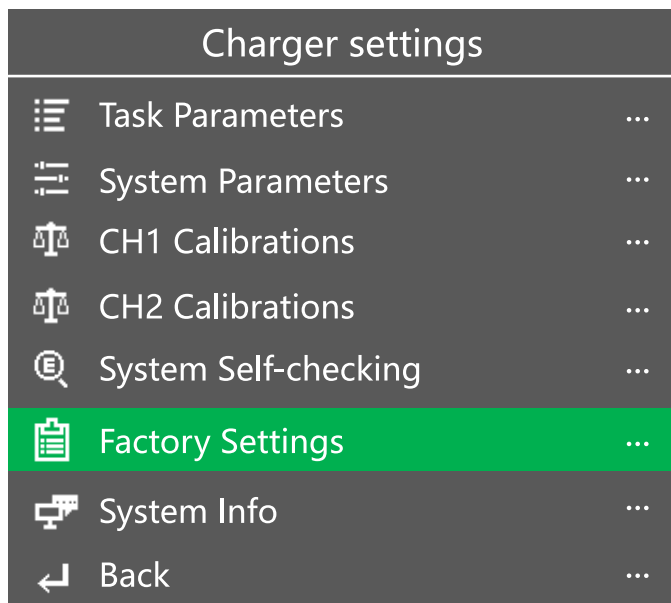 Charger settings
Task Parameters ...
System Parameters ...
CH1 Calibrations ...
CH2 Calibrations ...
System Self-checking ...
Factory Settings ...
System Info ...
Back ...